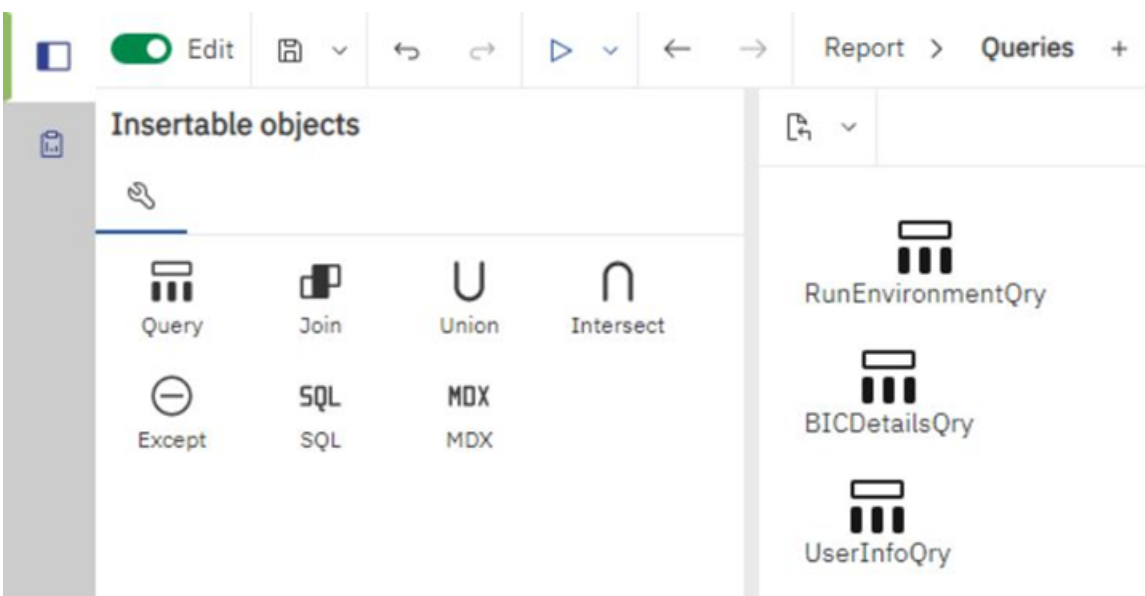 Edit
Report > Queries +
Insertable objects
Query Join Union Intersect
SQL MDX
Except SQL MDX
RunEnvironmentQry
BICDetailsQry
UserInfoQry